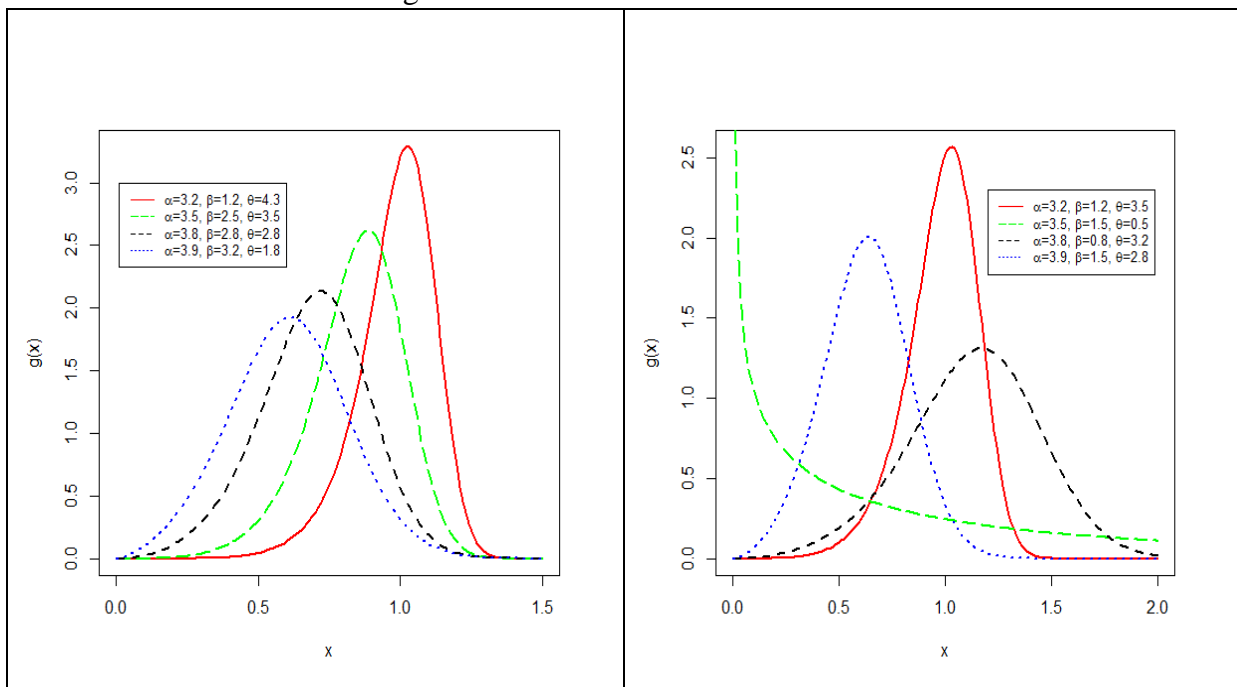 g(x)
3.0
2.5
2.0
1.5
1.0
0.5
0.0
α=3.2, β=1.2, θ=4.3
α=3.5, β=2.5, θ=3.5
α=3.8, β=2.8, θ=2.8
α=3.9, β=3.2, θ=1.8
0.0 0.5 1.0 1.5
x
g(x)
2.5
2.0
1.5
1.0
0.5
0.0
α=3.2, β=1.2, θ=3.5
α=3.5, β=1.5, θ=0.5
α=3.8, β=0.8, θ=3.2
α=3.9, β=1.5, θ=2.8
0.0 0.5 1.0 1.5 2.0
x